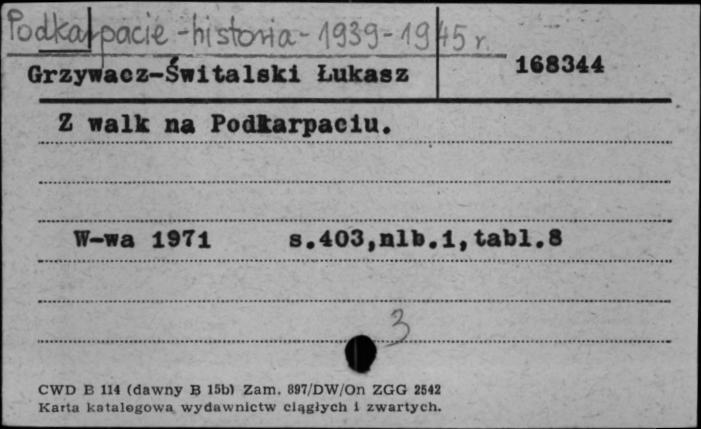 Podkarpacie - historia - 1939-1945 r.
Grzywacz-Świtalski Łukasz 168344
Z walk na Podkarpaciu.
W-wa 1971 s.403,nlb.1,tabl.8
3
CWD B 114 (dawny B 15b) Zam. 897/DW/On ZGG 2542
Karta katalogowa wydawnictw ciągłych i zwartych.